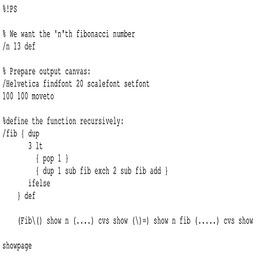 %!PS
% We want the 'n'th fibonacci number
/n 13 def
% Prepare output canvas:
/Helvetica findfont 20 scalefont setfont
100 100 moveto
%define the function recursively:
/fib { dup
3 lt
{ pop 1 }
{ dup 1 sub fib exch 2 sub fib add }
ifelse
} def
(Fib\() show n (....) cvs show (\)=) show n fib (.....) cvs show
showpage